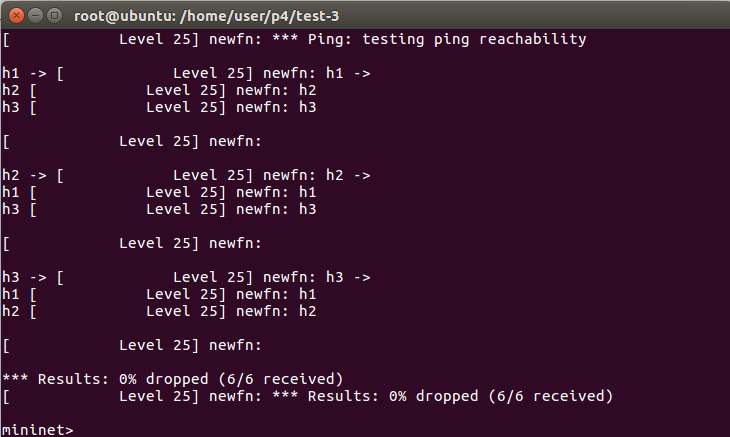 root@ubuntu: /home/user/p4/test-3
[            Level 25] newfn: *** Ping: testing ping reachability
h1 -> [            Level 25] newfn: h1 ->
h2 [            Level 25] newfn: h2
h3 [            Level 25] newfn: h3
[            Level 25] newfn:
h2 -> [            Level 25] newfn: h2 ->
h1 [            Level 25] newfn: h1
h3 [            Level 25] newfn: h3
[            Level 25] newfn:
h3 -> [            Level 25] newfn: h3 ->
h1 [            Level 25] newfn: h1
h2 [            Level 25] newfn: h2
[            Level 25] newfn:
*** Results: 0% dropped (6/6 received)
[            Level 25] newfn: *** Results: 0% dropped (6/6 received)
mininet>